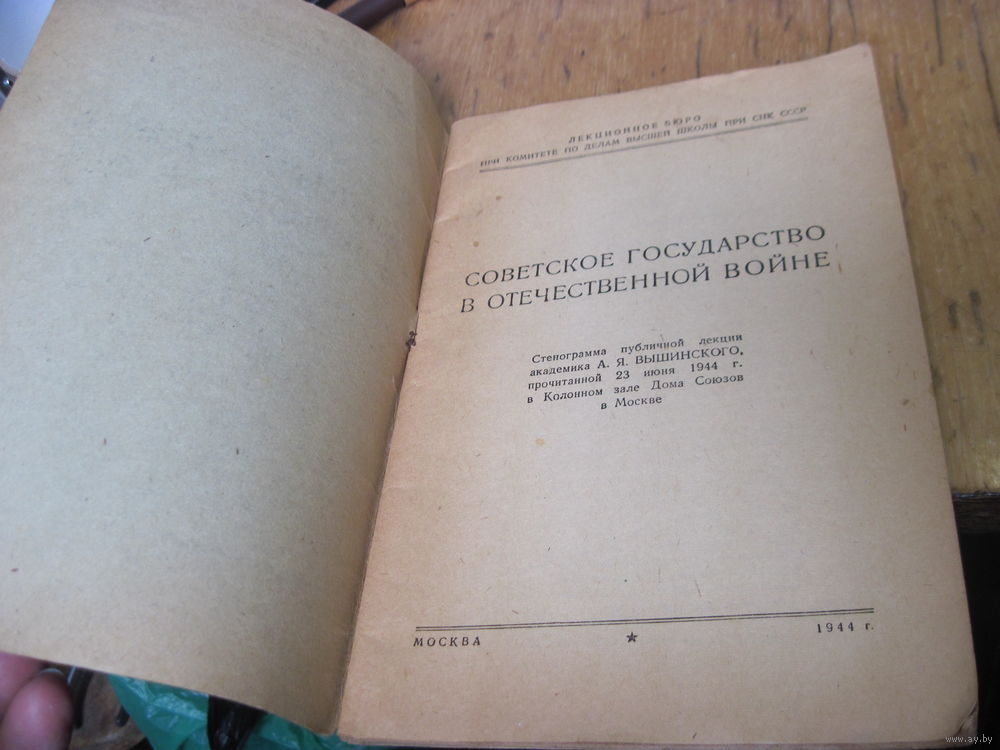 ЛЕКЦИОННОЕ БЮРО
ПРИ КОМИТЕТЕ ПО ДЕЛАМ ВЫСШЕЙ ШКОЛЫ ПРИ СНК СССР
СОВЕТСКОЕ ГОСУДАРСТВО
В ОТЕЧЕСТВЕННОЙ ВОЙНЕ
Стенограмма публичной лекции
академика А. Я. ВЫШИНСКОГО,
прочитанной 23 июня 1944 г.
в Колонном зале Дома Союзов
в Москве
МОСКВА ★ 1944 г.
www.ay.by